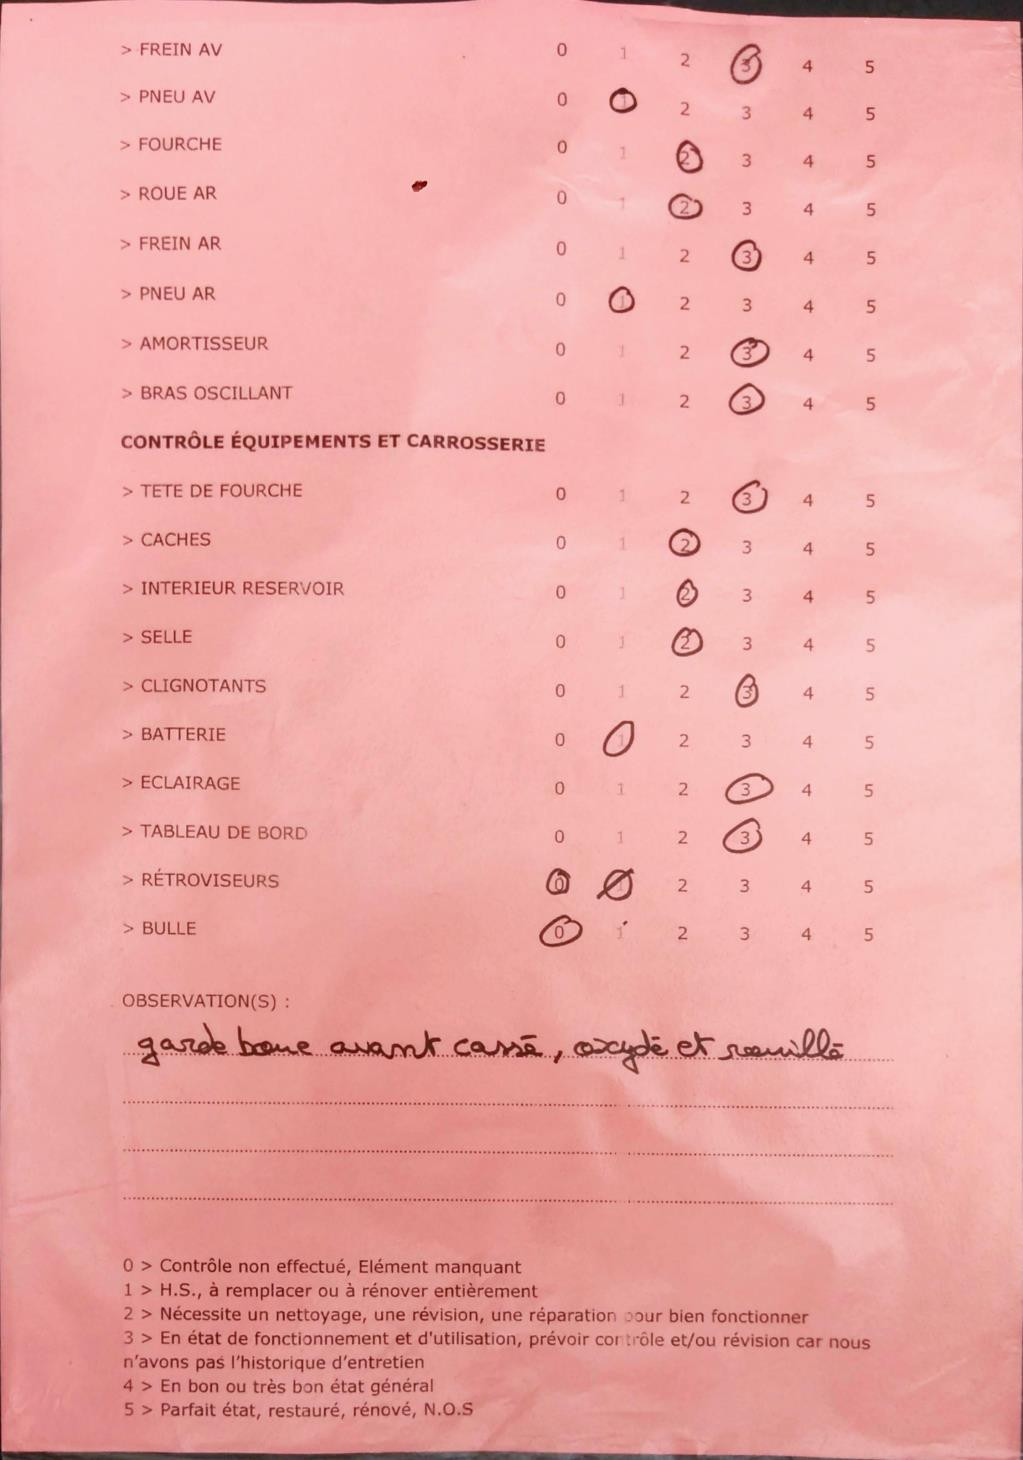 > FREIN AV 0 1 2 3 4 5
> PNEU AV 0 1 2 3 4 5
> FOURCHE 0 1 2 3 4 5
> ROUE AR 0 1 2 3 4 5
> FREIN AR 0 1 2 3 4 5
> PNEU AR 0 1 2 3 4 5
> AMORTISSEUR 0 1 2 3 4 5
> BRAS OSCILLANT 0 1 2 3 4 5
CONTRÔLE ÉQUIPEMENTS ET CARROSSERIE
> TETE DE FOURCHE 0 1 2 3 4 5
> CACHES 0 1 2 3 4 5
> INTERIEUR RESERVOIR 0 1 2 3 4 5
> SELLE 0 1 2 3 4 5
> CLIGNOTANTS 0 1 2 3 4 5
> BATTERIE 0 1 2 3 4 5
> ECLAIRAGE 0 1 2 3 4 5
> TABLEAU DE BORD 0 1 2 3 4 5
> RÉTROVISEURS 0 1 2 3 4 5
> BULLE 0 1 2 3 4 5
OBSERVATION(S) :
garde boue avant cassé, oxydé et rouillé
0 > Contrôle non effectué, Elément manquant
1 > H.S., à remplacer ou à rénover entièrement
2 > Nécessite un nettoyage, une révision, une réparation pour bien fonctionner
3 > En état de fonctionnement et d'utilisation, prévoir contrôle et/ou révision car nous
n'avons pas l'historique d'entretien
4 > En bon ou très bon état général
5 > Parfait état, restauré, rénové, N.O.S